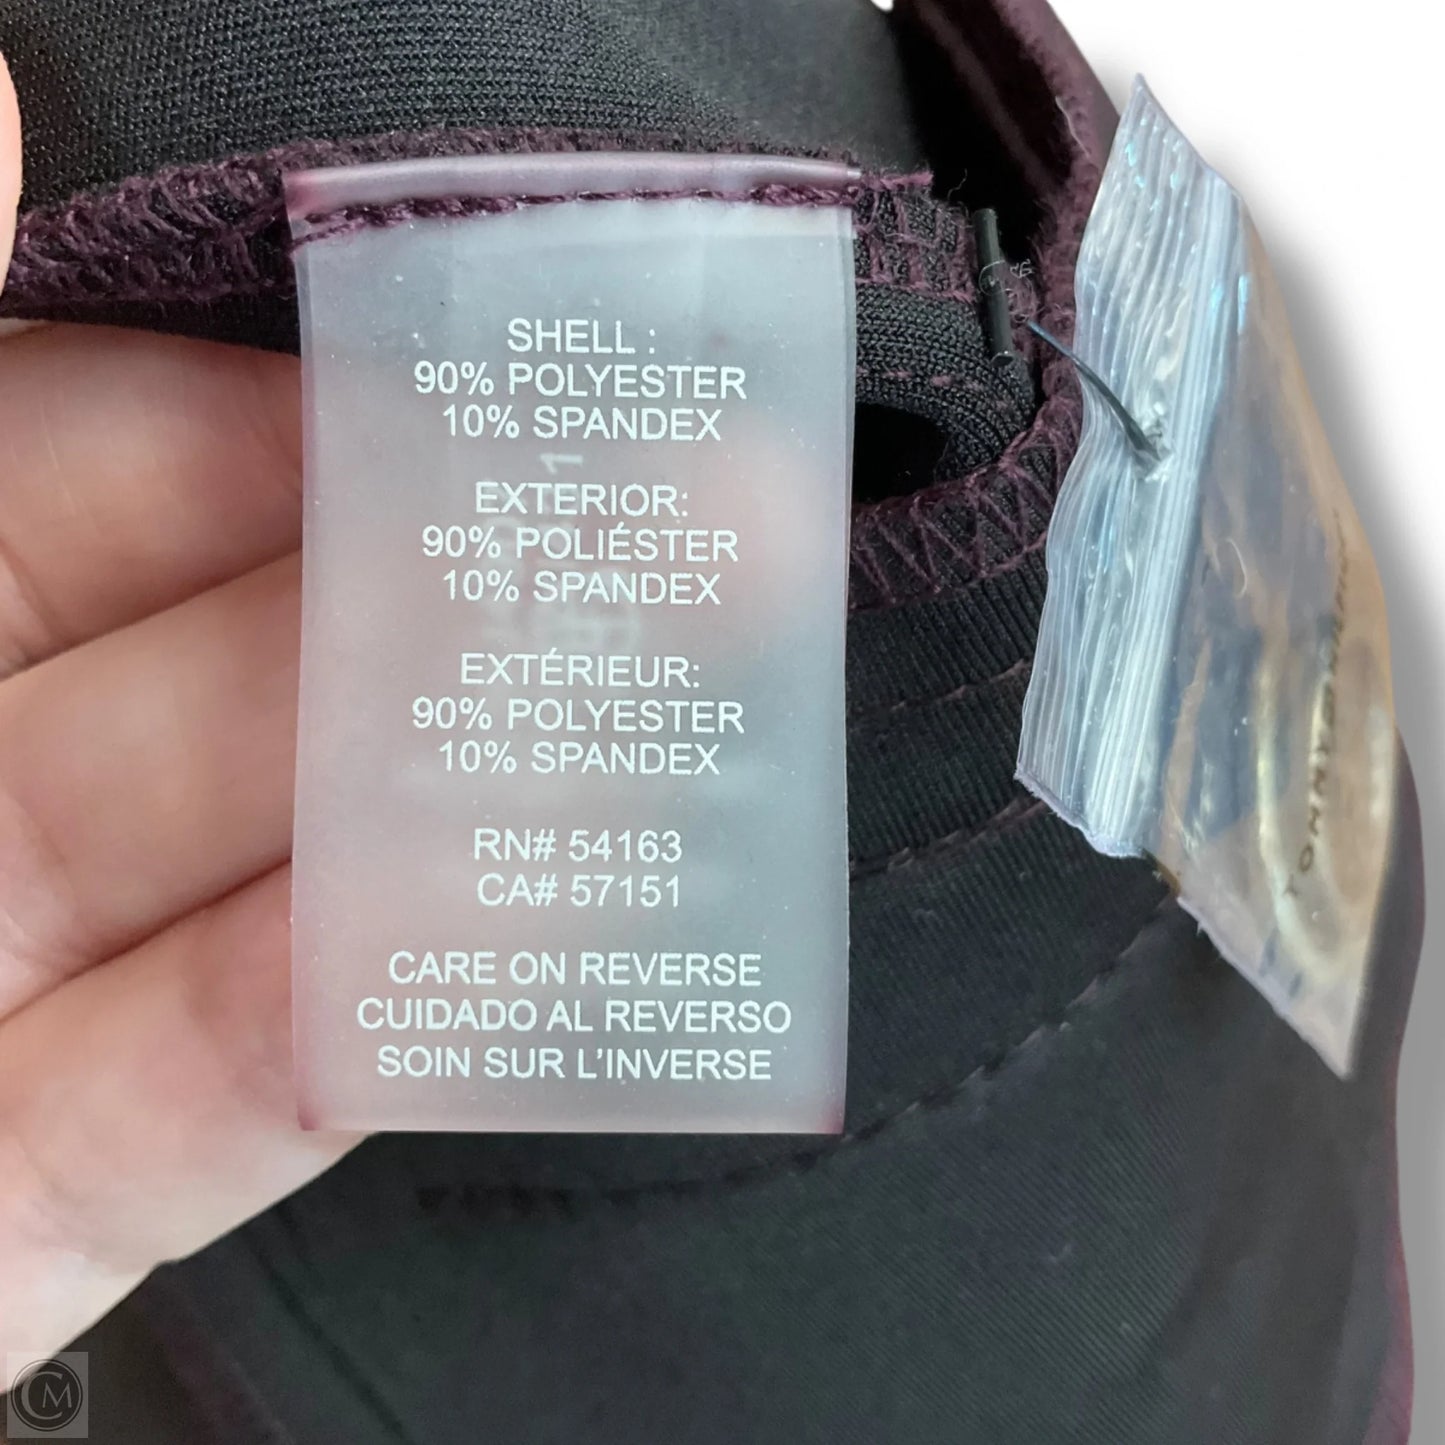 SHELL :
90% POLYESTER
10% SPANDEX
EXTERIOR:
90% POLIÉSTER
10% SPANDEX
EXTÉRIEUR:
90% POLYESTER
10% SPANDEX
RN# 54163
CA# 57151
CARE ON REVERSE
CUIDADO AL REVERSO
SOIN SUR L'INVERSE
CM